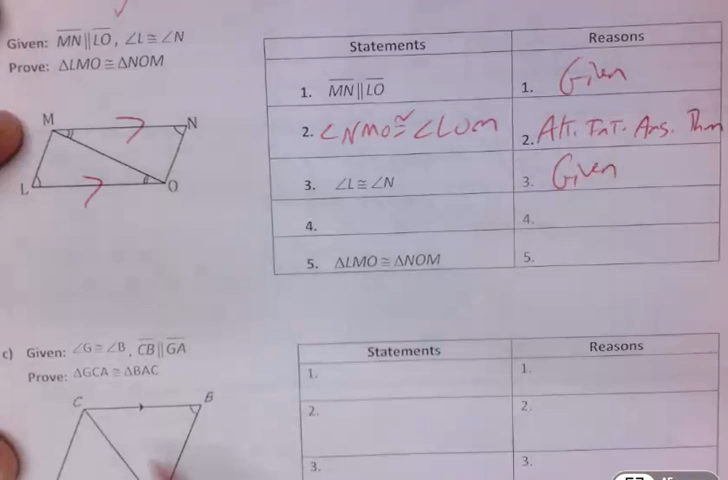 Given: MN || LO, ∠L ≅ ∠N
Prove: ΔLMO ≅ ΔNOM
M
N
L
O
Statements Reasons
1. MN || LO 1. Given
2. ∠NMO ≅ ∠LOM 2. Alt. Int. Ans. Thm
3. ∠L ≅ ∠N 3. Given
4. 4.
5. ΔLMO ≅ ΔNOM 5.
c) Given: ∠G ≅ ∠B, CB || GA
Prove: ΔGCA ≅ ΔBAC
C
B
Statements Reasons
1. 1.
2. 2.
3. 3.